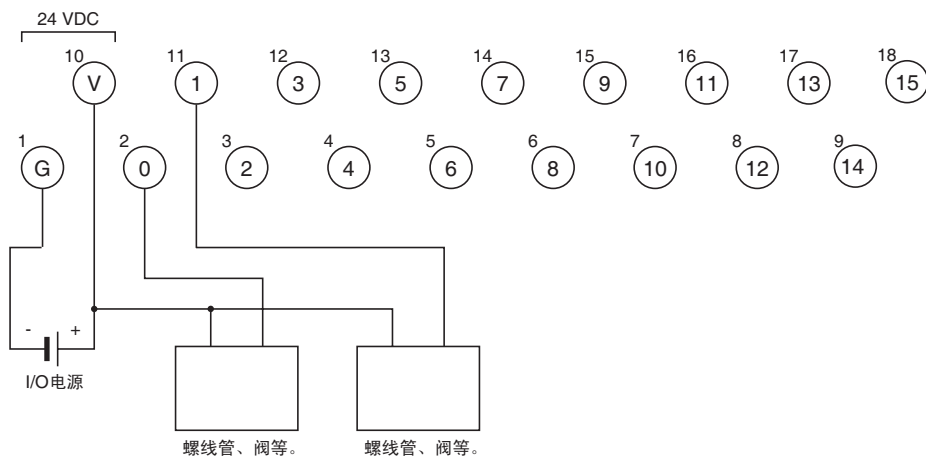 24 VDC
10 11 12 13 14 15 16 17 18
V 1 3 5 7 9 11 13 15
1 2 3 4 5 6 7 8 9
G 0 2 4 6 8 10 12 14
- +
I/O电源
螺线管、阀等。 螺线管、阀等。